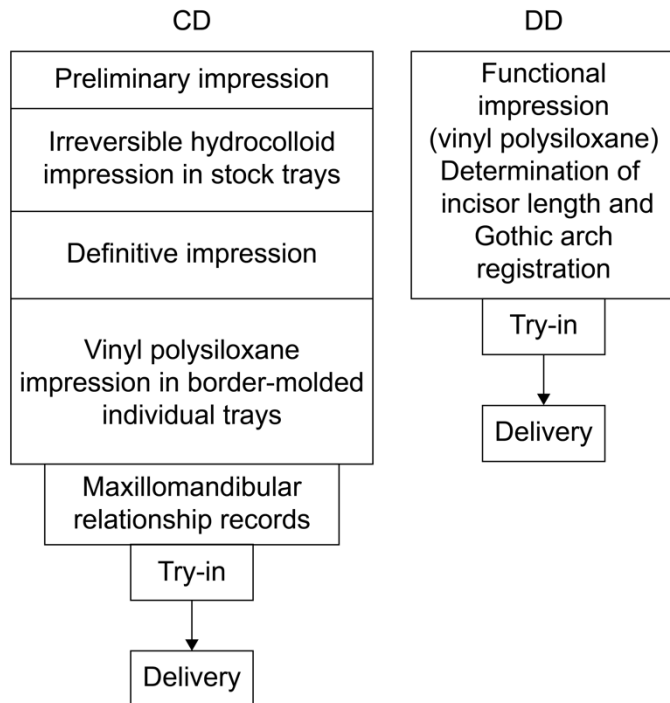 CD
Preliminary impression
Irreversible hydrocolloid
impression in stock trays
Definitive impression
Vinyl polysiloxane
impression in border-molded
individual trays
Maxillomandibular
relationship records
Try-in
Delivery
DD
Functional
impression
(vinyl polysiloxane)
Determination of
incisor length and
Gothic arch
registration
Try-in
Delivery